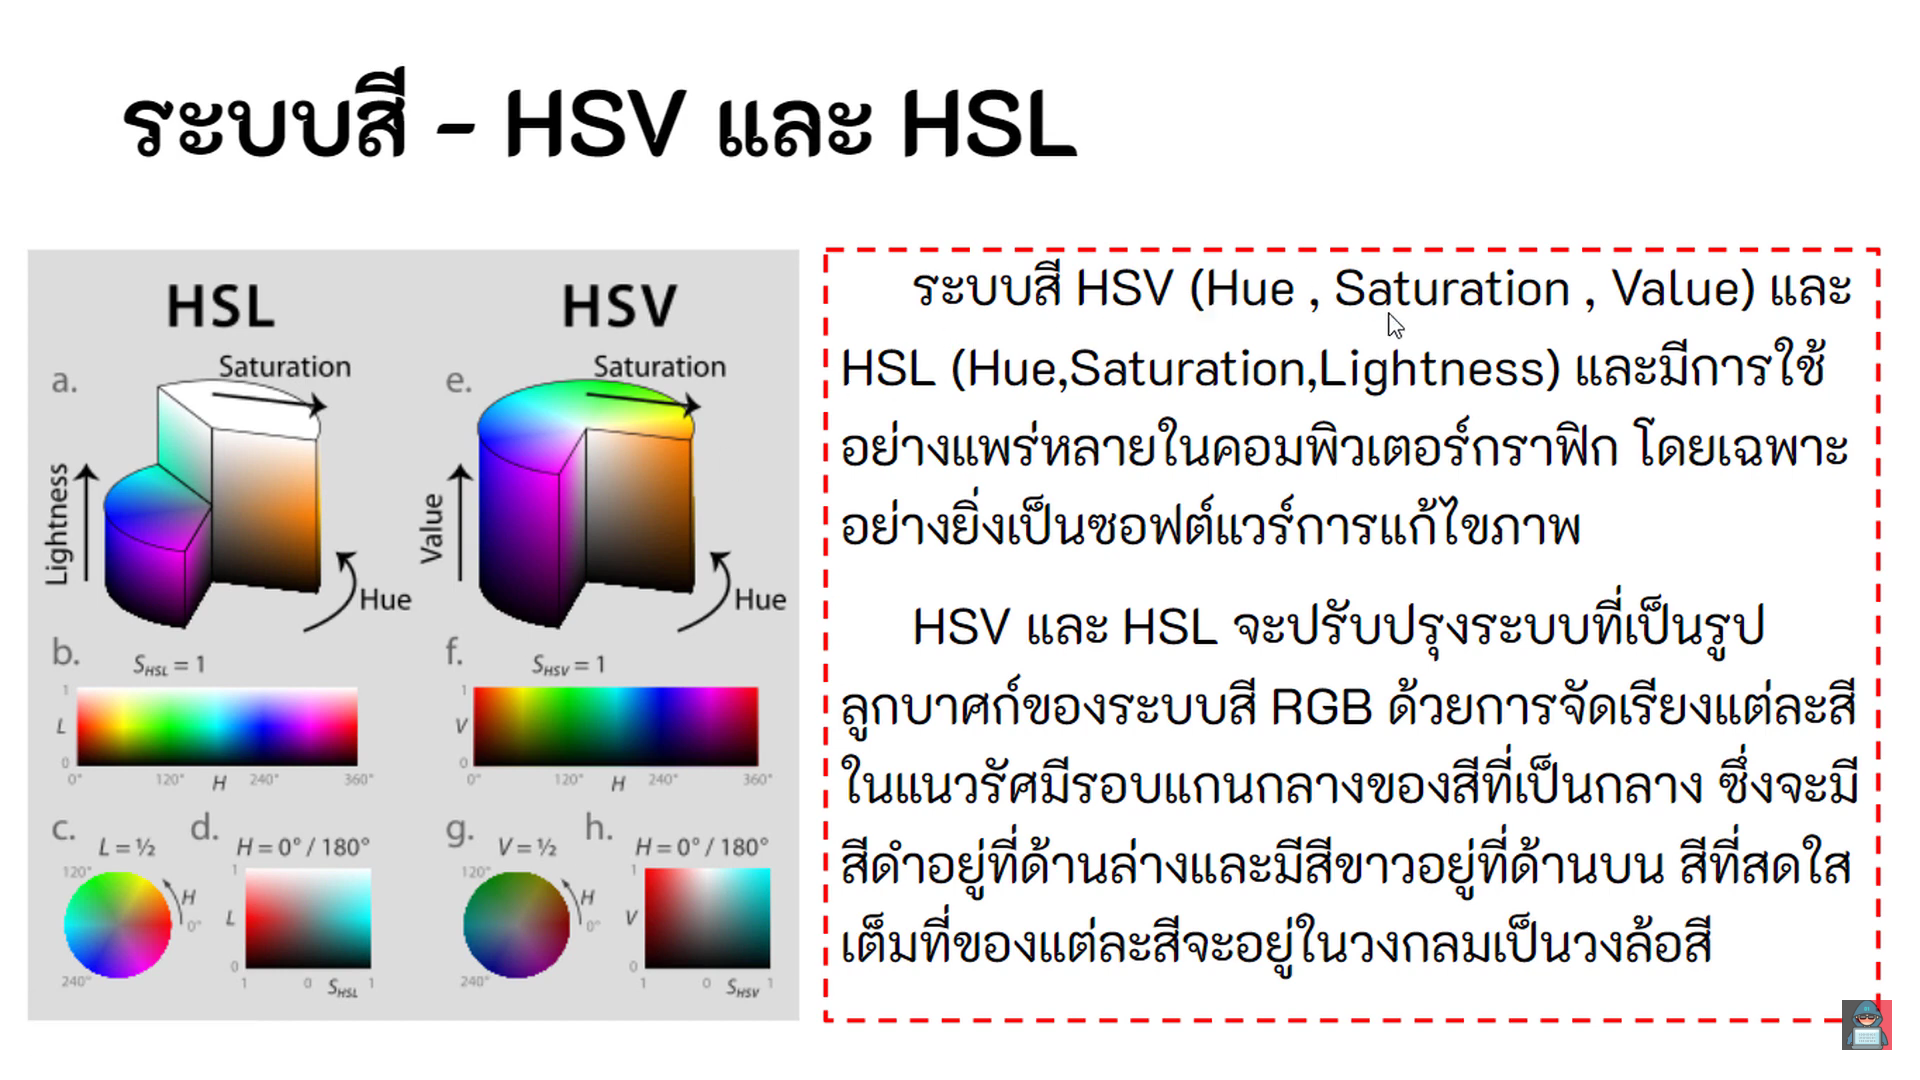 ระบบสี - HSV และ HSL
HSL
HSV
a.
Saturation
Lightness
Hue
e.
Saturation
Value
Hue
b.
S_HSL = 1
1
L
0
0°
120°
H
240°
360°
f.
S_HSV = 1
1
V
0
0°
120°
H
240°
360°
c.
L = ½
120°
H
0°
240°
d.
H = 0° / 180°
1
L
0
1
0
S_HSL
1
g.
V = ½
120°
H
0°
240°
h.
H = 0° / 180°
1
V
0
1
0
S_HSV
1
ระบบสี HSV (Hue , Saturation , Value) และ
HSL (Hue,Saturation,Lightness) และมีการใช้
อย่างแพร่หลายในคอมพิวเตอร์กราฟิก โดยเฉพาะ
อย่างยิ่งเป็นซอฟต์แวร์การแก้ไขภาพ
HSV และ HSL จะปรับปรุงระบบที่เป็นรูป
ลูกบาศก์ของระบบสี RGB ด้วยการจัดเรียงแต่ละสี
ในแนวรัศมีรอบแกนกลางของสีที่เป็นกลาง ซึ่งจะมี
สีดำอยู่ที่ด้านล่างและมีสีขาวอยู่ที่ด้านบน สีที่สดใส
เต็มที่ของแต่ละสีจะอยู่ในวงกลมเป็นวงล้อสี